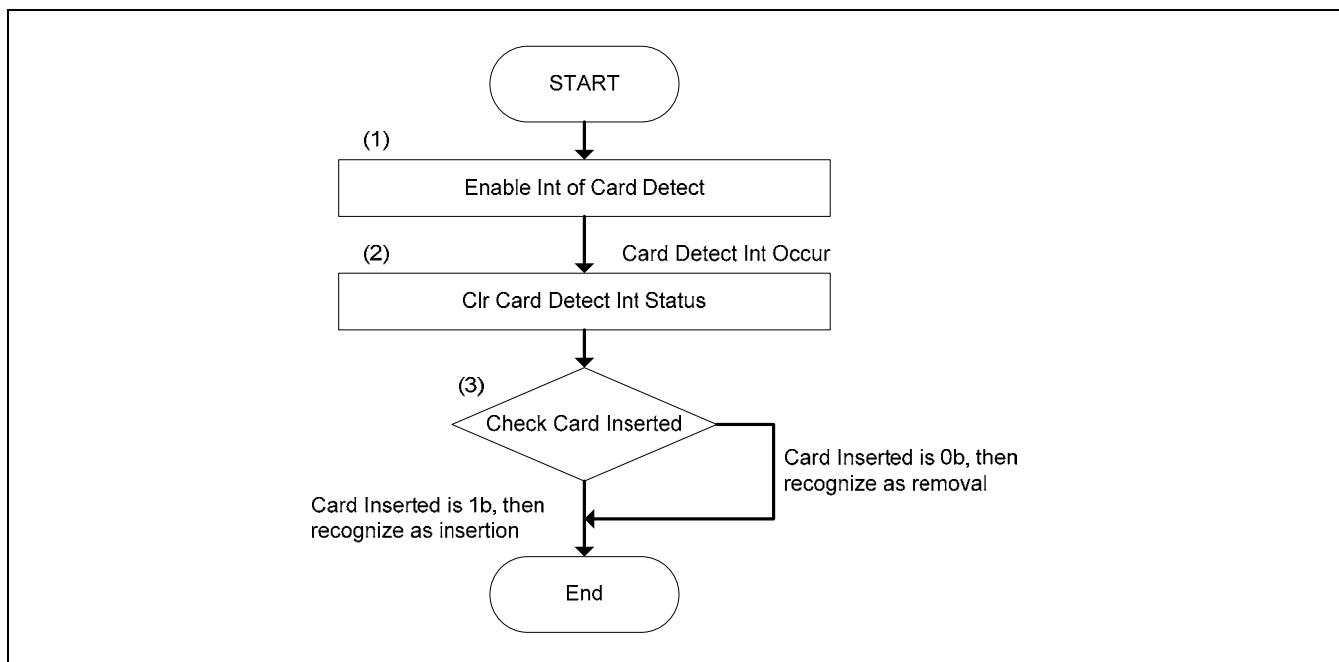 START
(1)
Enable Int of Card Detect
Card Detect Int Occur
(2)
Clr Card Detect Int Status
(3)
Check Card Inserted
Card Inserted is 0b, then
recognize as removal
Card Inserted is 1b, then
recognize as insertion
End